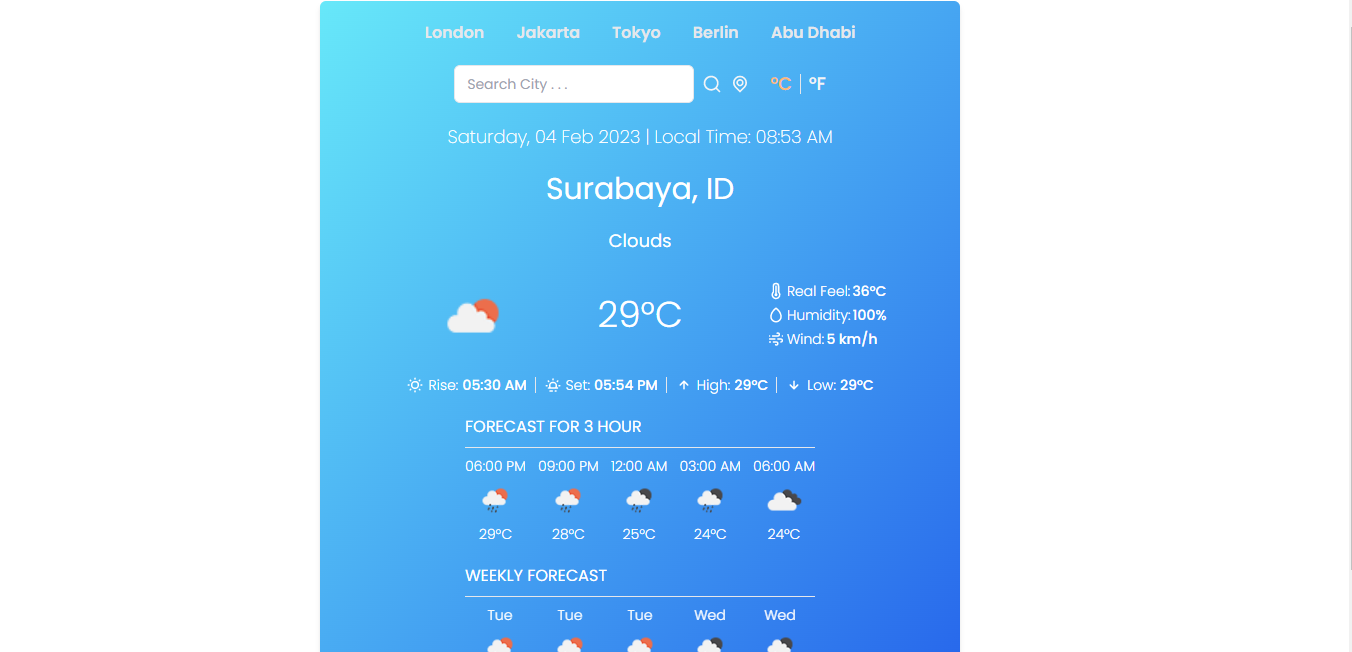 London Jakarta Tokyo Berlin Abu Dhabi
Search City . . . °C | °F
Saturday, 04 Feb 2023 | Local Time: 08:53 AM
Surabaya, ID
Clouds
29°C
Real Feel: 36°C
Humidity: 100%
Wind: 5 km/h
Rise: 05:30 AM | Set: 05:54 PM | High: 29°C | Low: 29°C
FORECAST FOR 3 HOUR
06:00 PM 09:00 PM 12:00 AM 03:00 AM 06:00 AM
29°C 28°C 25°C 24°C 24°C
WEEKLY FORECAST
Tue Tue Tue Wed Wed